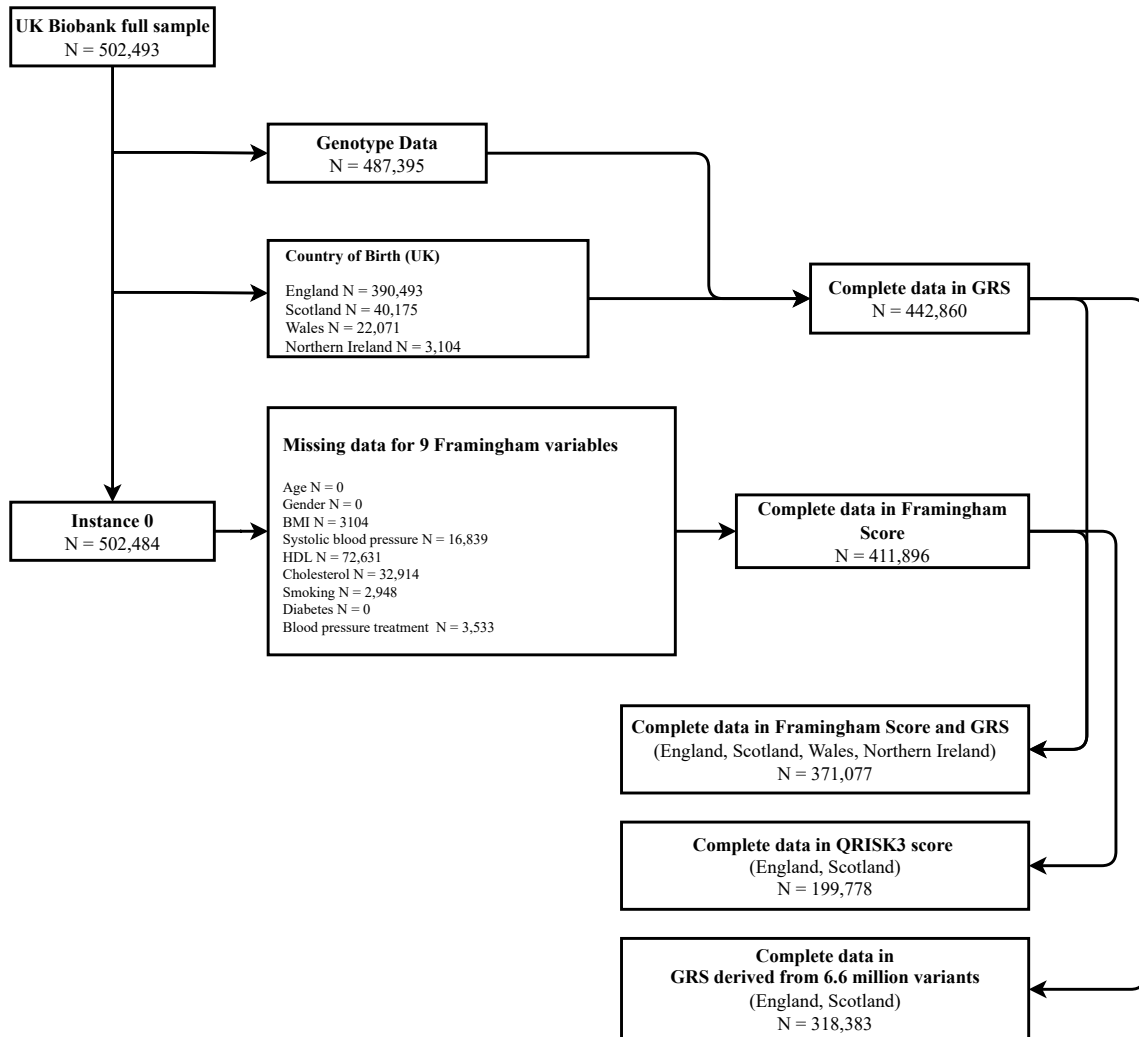 UK Biobank full sample
N = 502,493
Genotype Data
N = 487,395
Country of Birth (UK)
England N = 390,493
Scotland N = 40,175
Wales N = 22,071
Northern Ireland N = 3,104
Complete data in GRS
N = 442,860
Instance 0
N = 502,484
Missing data for 9 Framingham variables
Age N = 0
Gender N = 0
BMI N = 3104
Systolic blood pressure N = 16,839
HDL N = 72,631
Cholesterol N = 32,914
Smoking N = 2,948
Diabetes N = 0
Blood pressure treatment N = 3,533
Complete data in Framingham
Score
N = 411,896
Complete data in Framingham Score and GRS
(England, Scotland, Wales, Northern Ireland)
N = 371,077
Complete data in QRISK3 score
(England, Scotland)
N = 199,778
Complete data in
GRS derived from 6.6 million variants
(England, Scotland)
N = 318,383